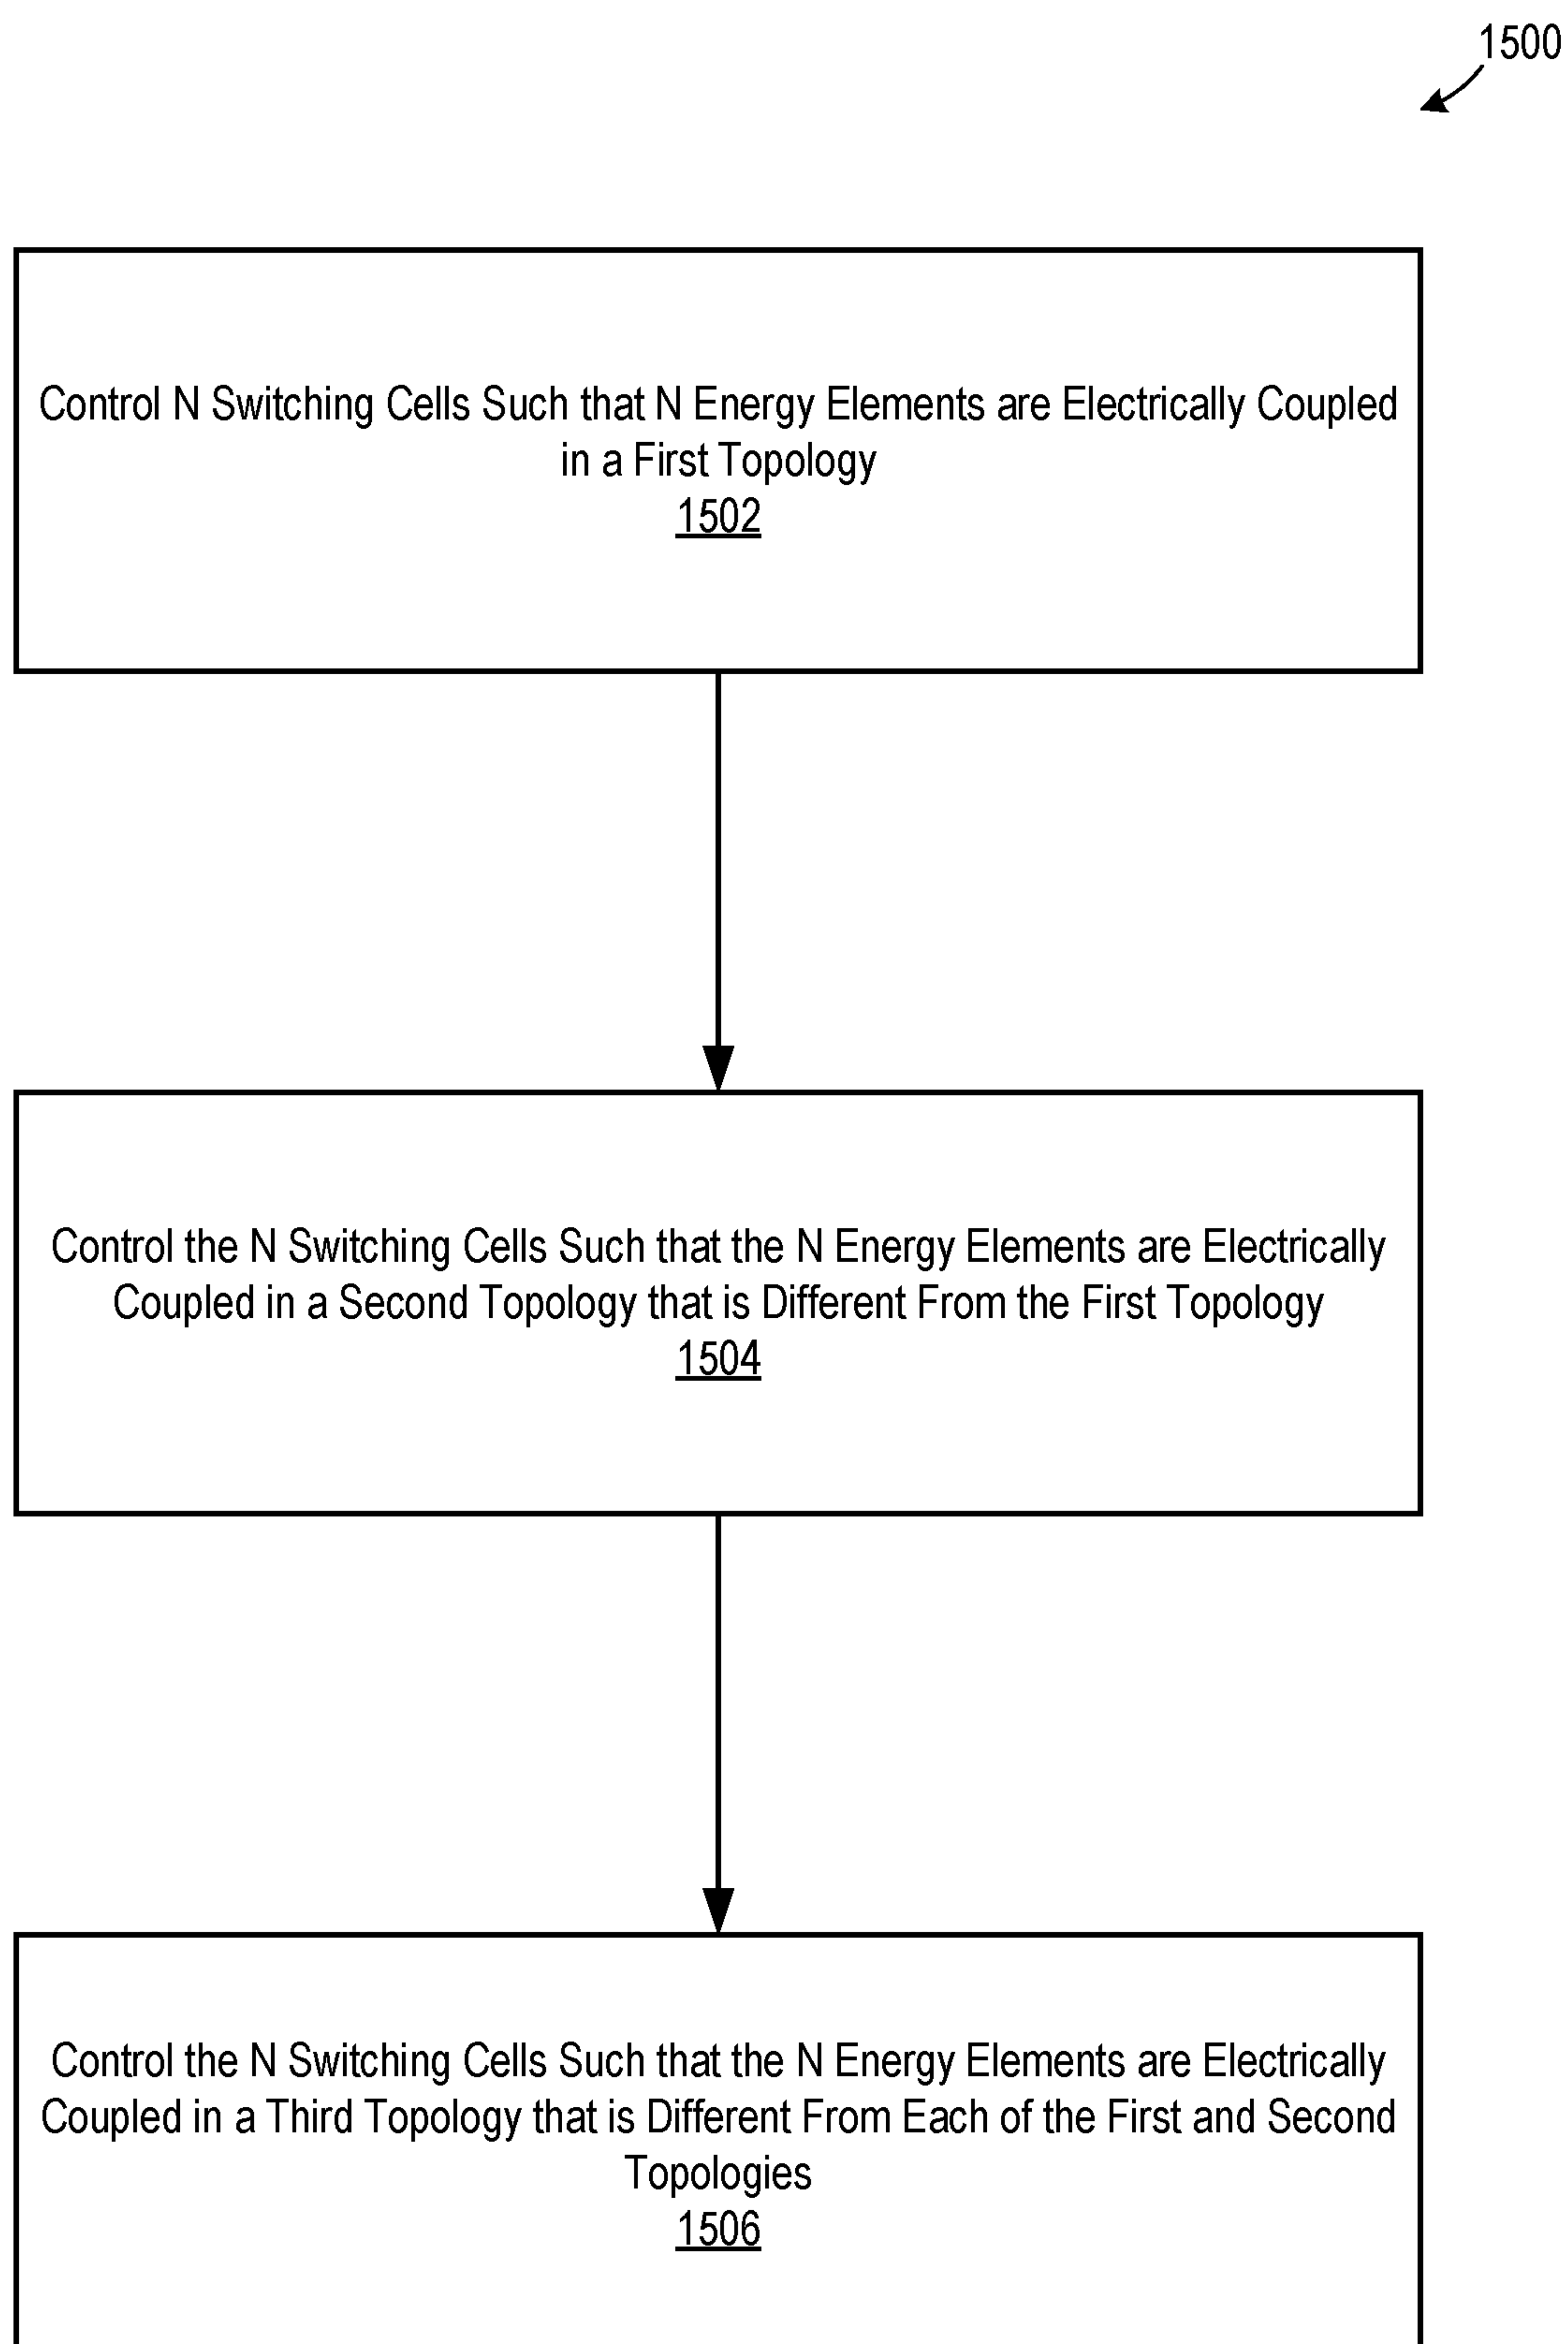 1500
Control N Switching Cells Such that N Energy Elements are Electrically Coupled
in a First Topology
1502
Control the N Switching Cells Such that the N Energy Elements are Electrically
Coupled in a Second Topology that is Different From the First Topology
1504
Control the N Switching Cells Such that the N Energy Elements are Electrically
Coupled in a Third Topology that is Different From Each of the First and Second
Topologies
1506